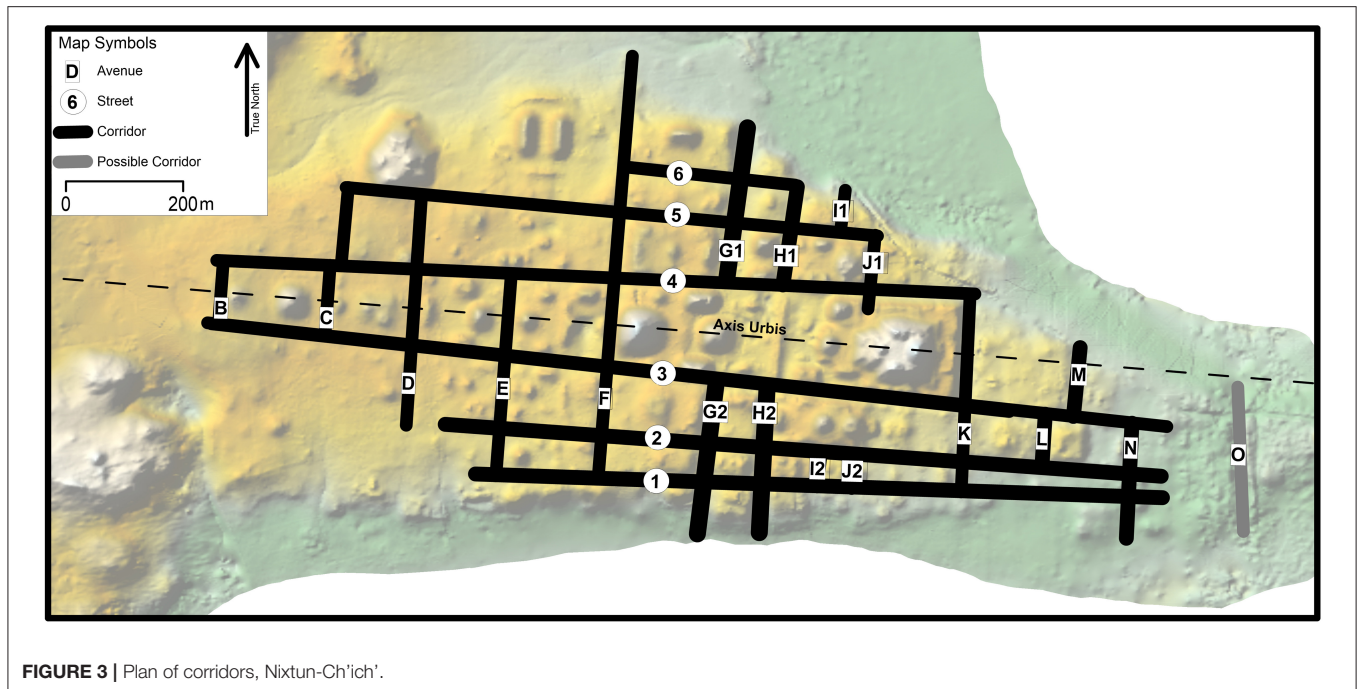 Map Symbols
D Avenue
6 Street
Corridor
Possible Corridor
0 200m
True North
6
5
I1
G1
H1
J1
4
B
C
Axis Urbis
3
M
D
E
F
G2
H2
K
L
N
2
O
I2
J2
1
FIGURE 3 | Plan of corridors, Nixtun-Ch'ich'.